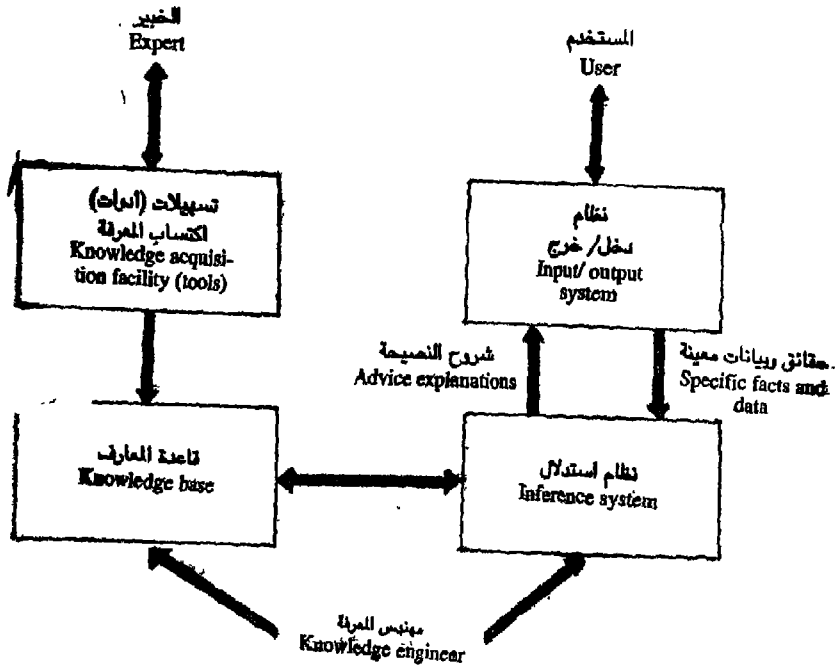 الخبير
Expert
المستخدم
User
تسهيلات (أدوات)
اكتساب المعرفة
Knowledge acquisi-
tion facility (tools)
نظام
دخل/ خرج
Input/ output
system
شروح النصيحة
Advice explanations
حقائق وبيانات معينة
Specific facts and
data
قاعدة المعارف
Knowledge base
نظام استدلال
Inference system
مهندس المعرفة
Knowledge engineer